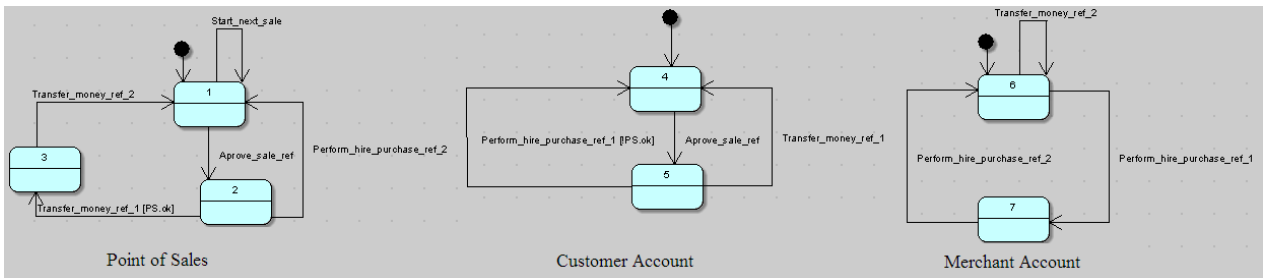 Start_next_sale
1
Transfer_money_ref_2
Aprove_sale_ref
Perform_hire_purchase_ref_2
3
2
Transfer_money_ref_1 [PS.ok]
Point of Sales
4
Perform_hire_purchase_ref_1 [!PS.ok]
Aprove_sale_ref
Transfer_money_ref_1
5
Customer Account
Transfer_money_ref_2
6
Perform_hire_purchase_ref_2
Perform_hire_purchase_ref_1
7
Merchant Account